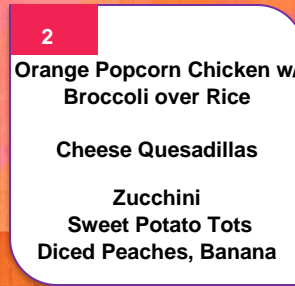 2
Orange Popcorn Chicken w/
Broccoli over Rice
Cheese Quesadillas
Zucchini
Sweet Potato Tots
Diced Peaches, Banana